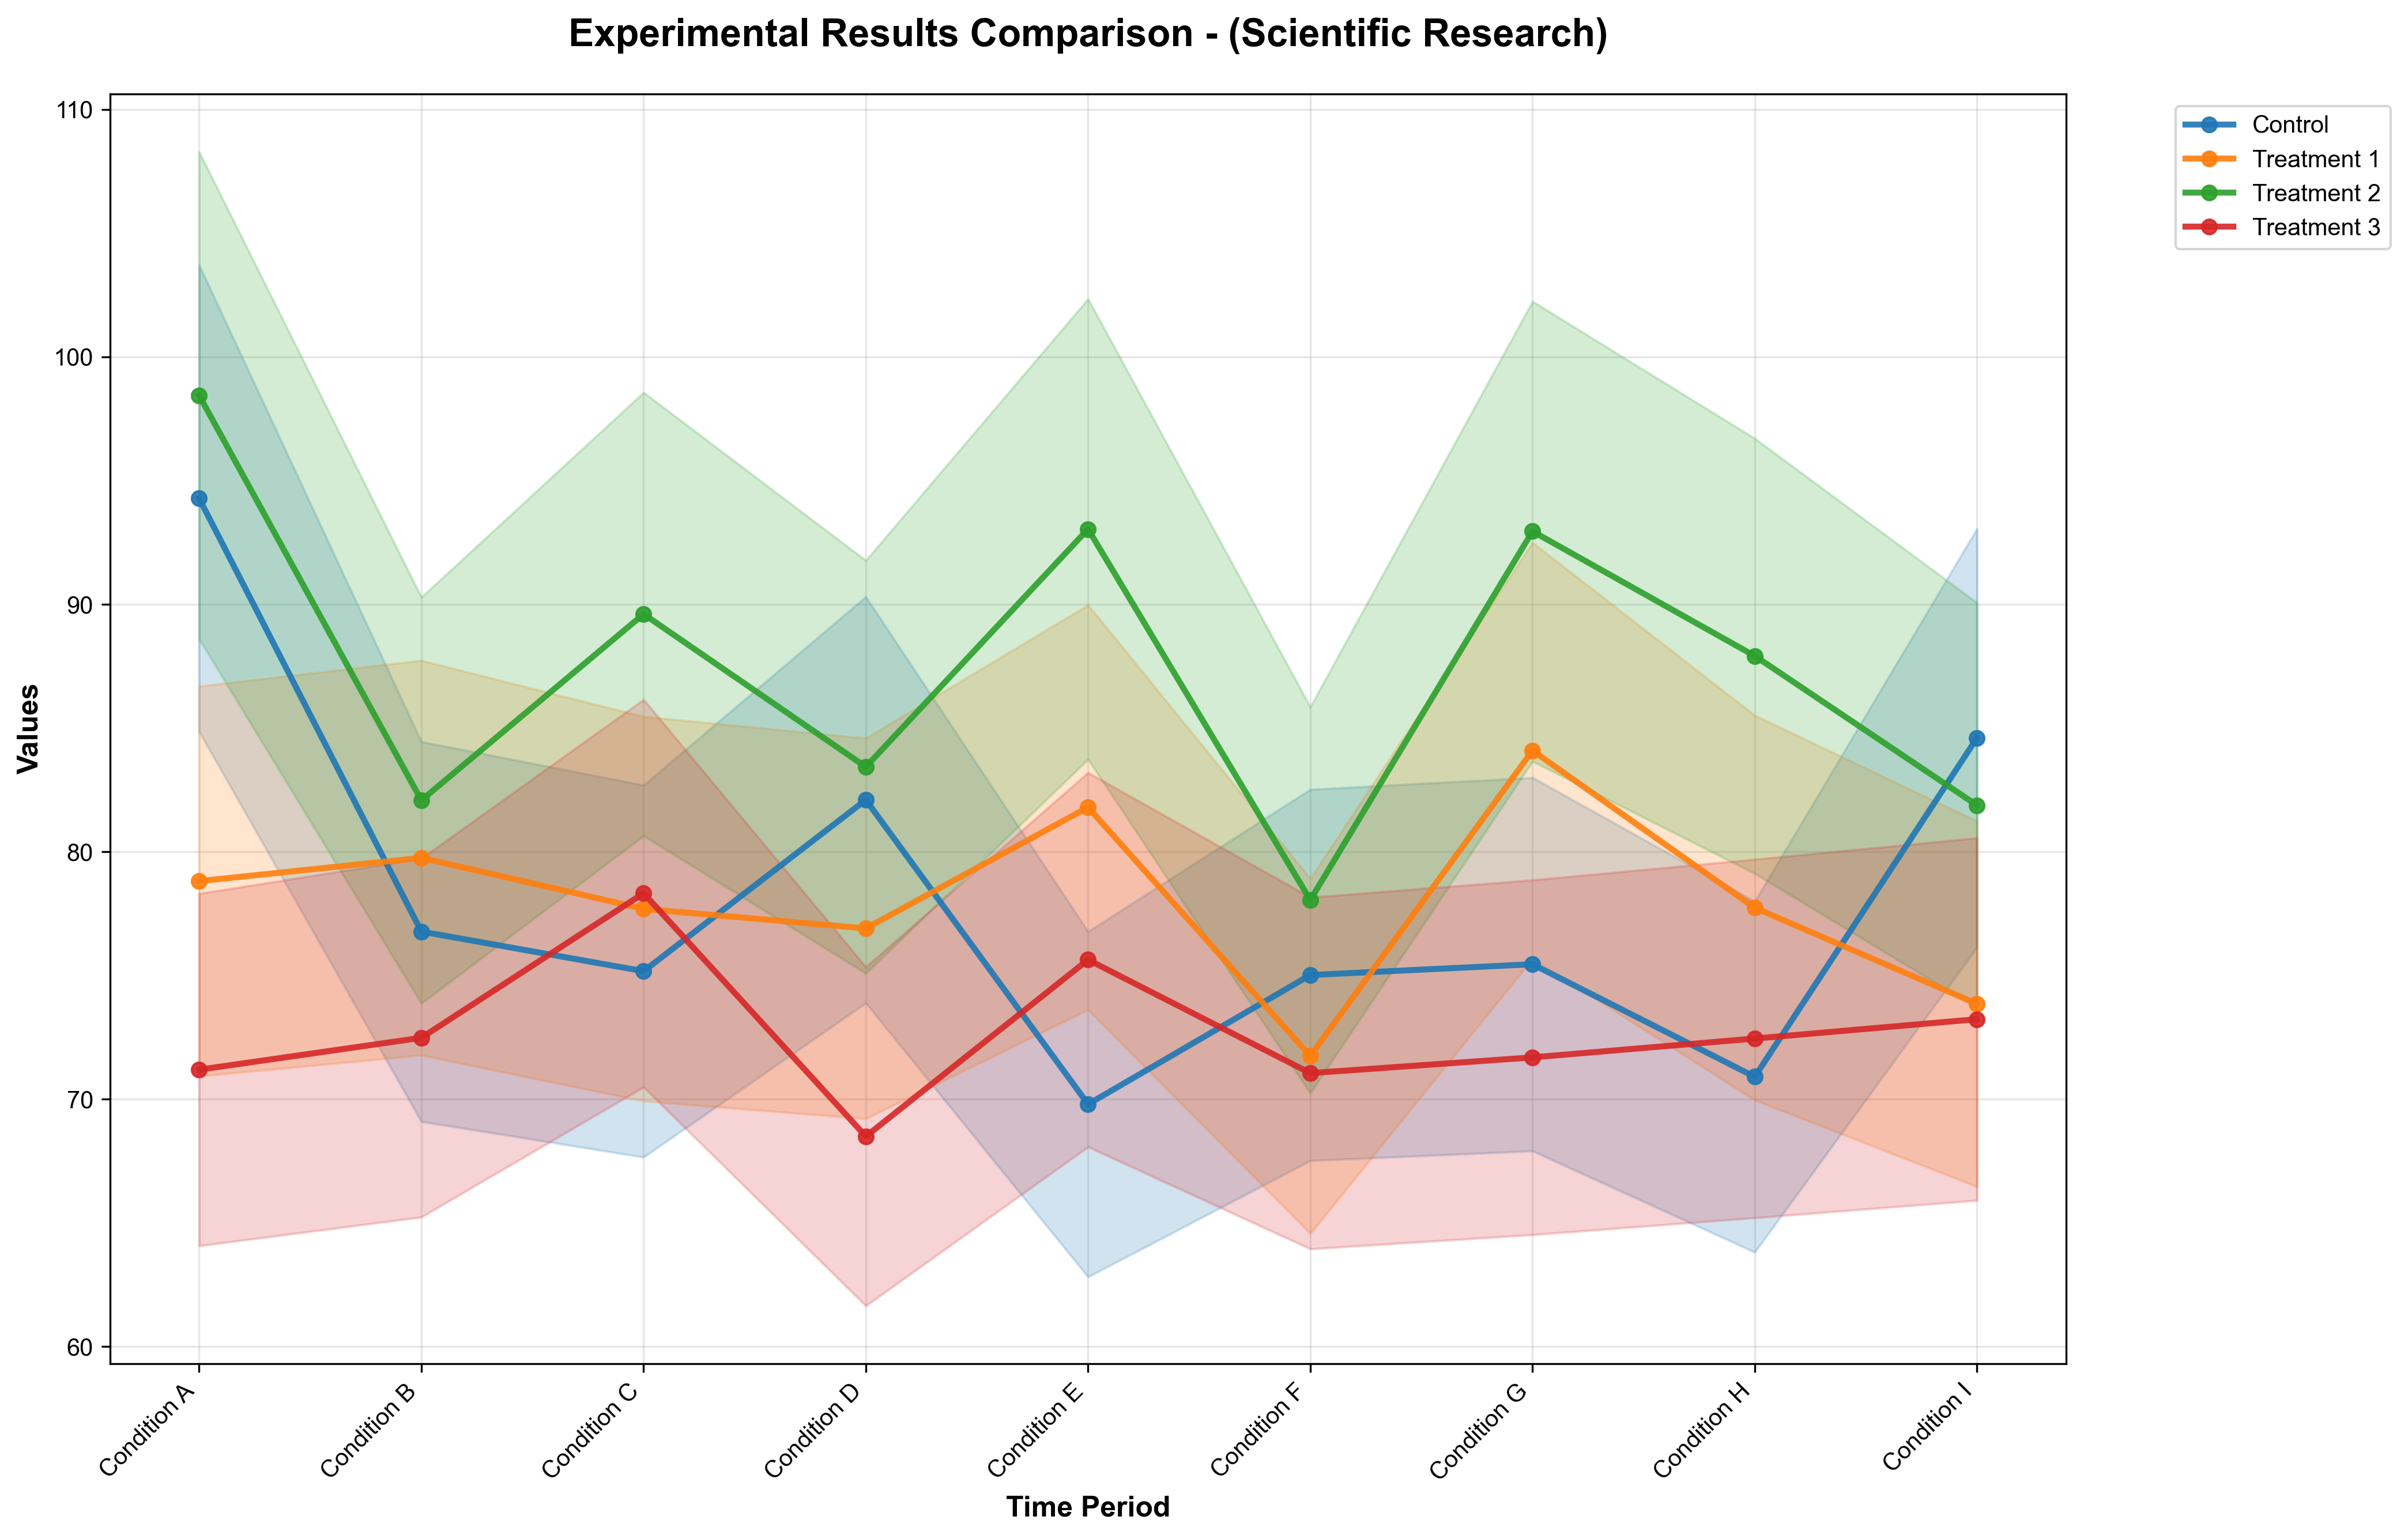 Experimental Results Comparison - (Scientific Research)
110
100
90
80
70
60
Values
Condition A
Condition B
Condition C
Condition D
Condition E
Condition F
Condition G
Condition H
Condition I
Time Period
Control
Treatment 1
Treatment 2
Treatment 3